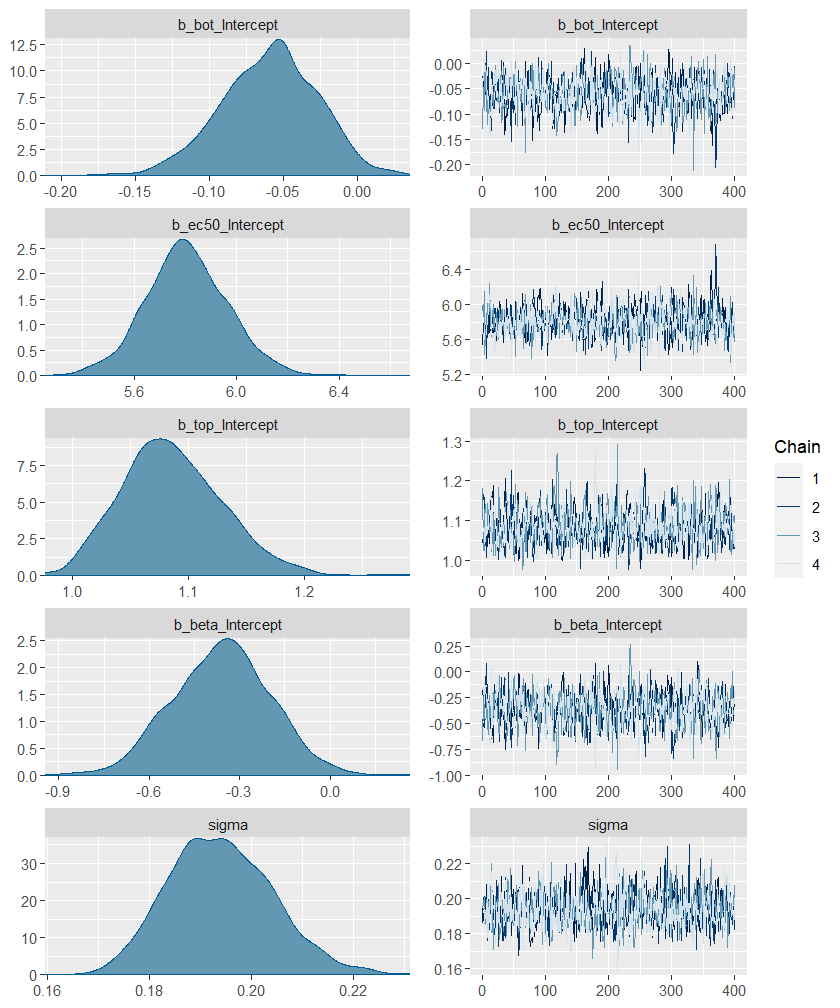 b_bot_Intercept
12.5
10.0
7.5
5.0
2.5
0.0
-0.20 -0.15 -0.10 -0.05 0.00
b_bot_Intercept
0.00
-0.05
-0.10
-0.15
-0.20
0 100 200 300 400
b_ec50_Intercept
2.5
2.0
1.5
1.0
0.5
0.0
5.6 6.0 6.4
b_ec50_Intercept
6.4
6.0
5.6
5.2
0 100 200 300 400
b_top_Intercept
7.5
5.0
2.5
0.0
1.0 1.1 1.2
b_top_Intercept
1.3
1.2
1.1
1.0
0 100 200 300 400
b_beta_Intercept
2.5
2.0
1.5
1.0
0.5
0.0
-0.9 -0.6 -0.3 0.0
b_beta_Intercept
0.25
0.00
-0.25
-0.50
-0.75
-1.00
0 100 200 300 400
sigma
30
20
10
0
0.16 0.18 0.20 0.22
sigma
0.22
0.20
0.18
0.16
0 100 200 300 400
Chain
1
2
3
4